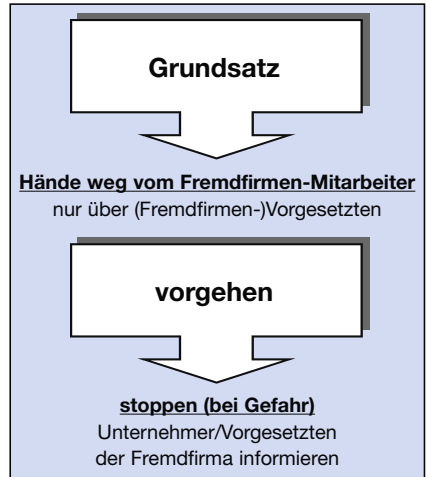 Grundsatz
Hände weg vom Fremdfirmen-Mitarbeiter
nur über (Fremdfirmen-)Vorgesetzten
vorgehen
stoppen (bei Gefahr)
Unternehmer/Vorgesetzten
der Fremdfirma informieren